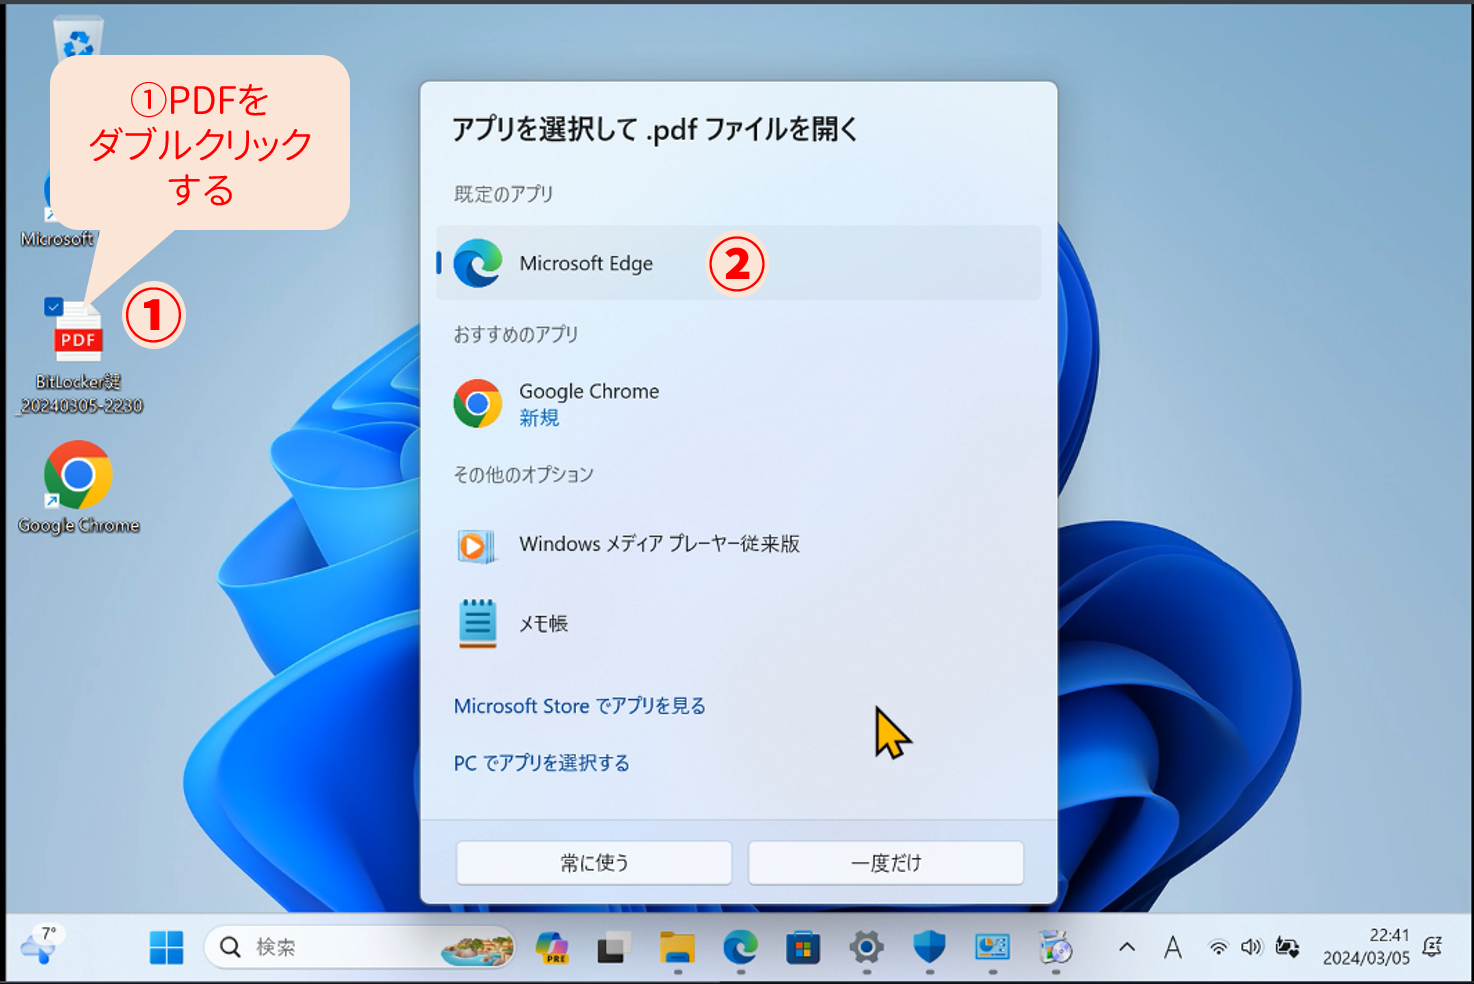 ①PDFを
ダブルクリック
する
Microsoft
①
PDF
BitLocker鍵
_20240305-2230
Google Chrome
アプリを選択して .pdf ファイルを開く
既定のアプリ
Microsoft Edge
②
おすすめのアプリ
Google Chrome
新規
その他のオプション
Windows メディア プレーヤー従来版
メモ帳
Microsoft Store でアプリを見る
PC でアプリを選択する
常に使う
一度だけ
7°
検索
PRE
A
22:41
2024/03/05